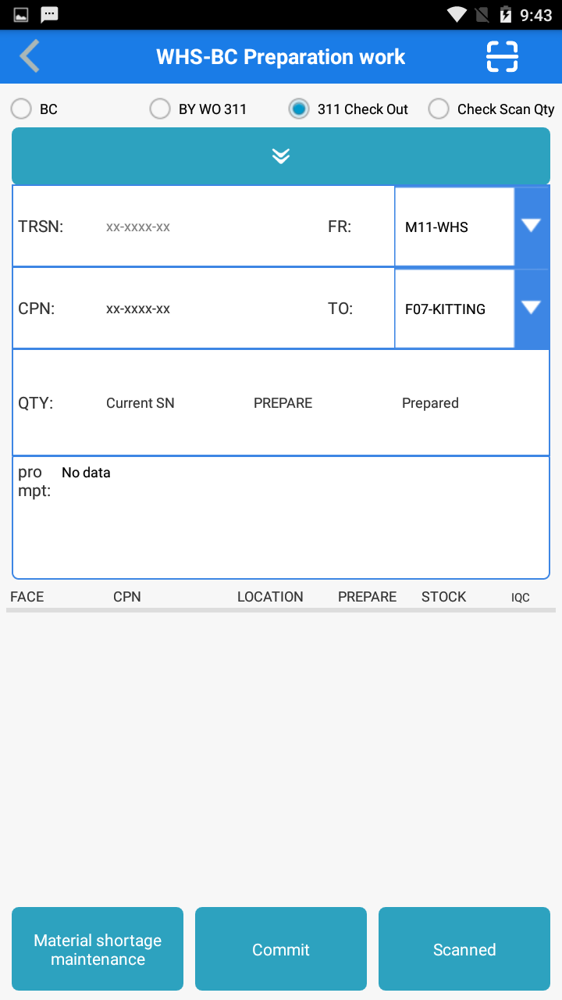 9:43
WHS-BC Preparation work
BC BY WO 311 311 Check Out Check Scan Qty
TRSN: xx-xxxx-xx FR: M11-WHS
CPN: xx-xxxx-xx TO: F07-KITTING
QTY: Current SN PREPARE Prepared
pro No data
mpt:
FACE CPN LOCATION PREPARE STOCK IQC
Material shortage
maintenance
Commit
Scanned